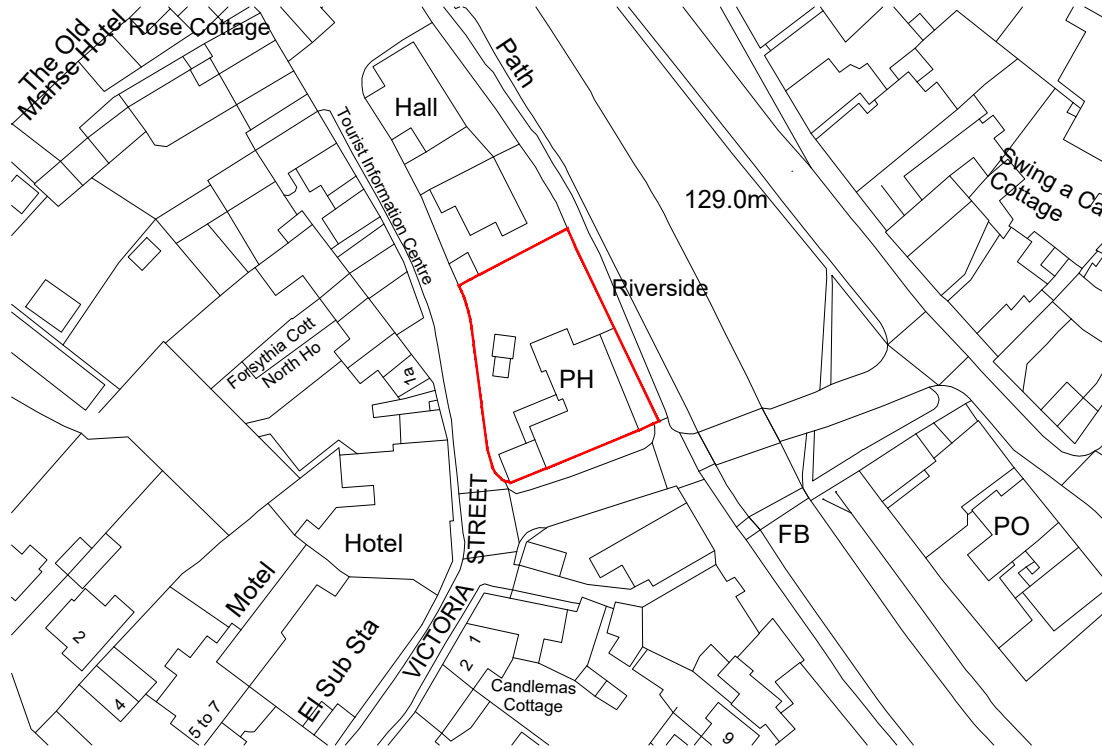 The Old
Manse Hotel
Rose Cottage
Path
Hall
Tourist Information Centre
129.0m
Swing a Ca
Cottage
Riverside
Forsythia Cott
North Ho
1a
PH
STREET
VICTORIA
Hotel
FB
PO
Motel
El Sub Sta
2
4
5 to 7
1
2
Candlemas
Cottage
9